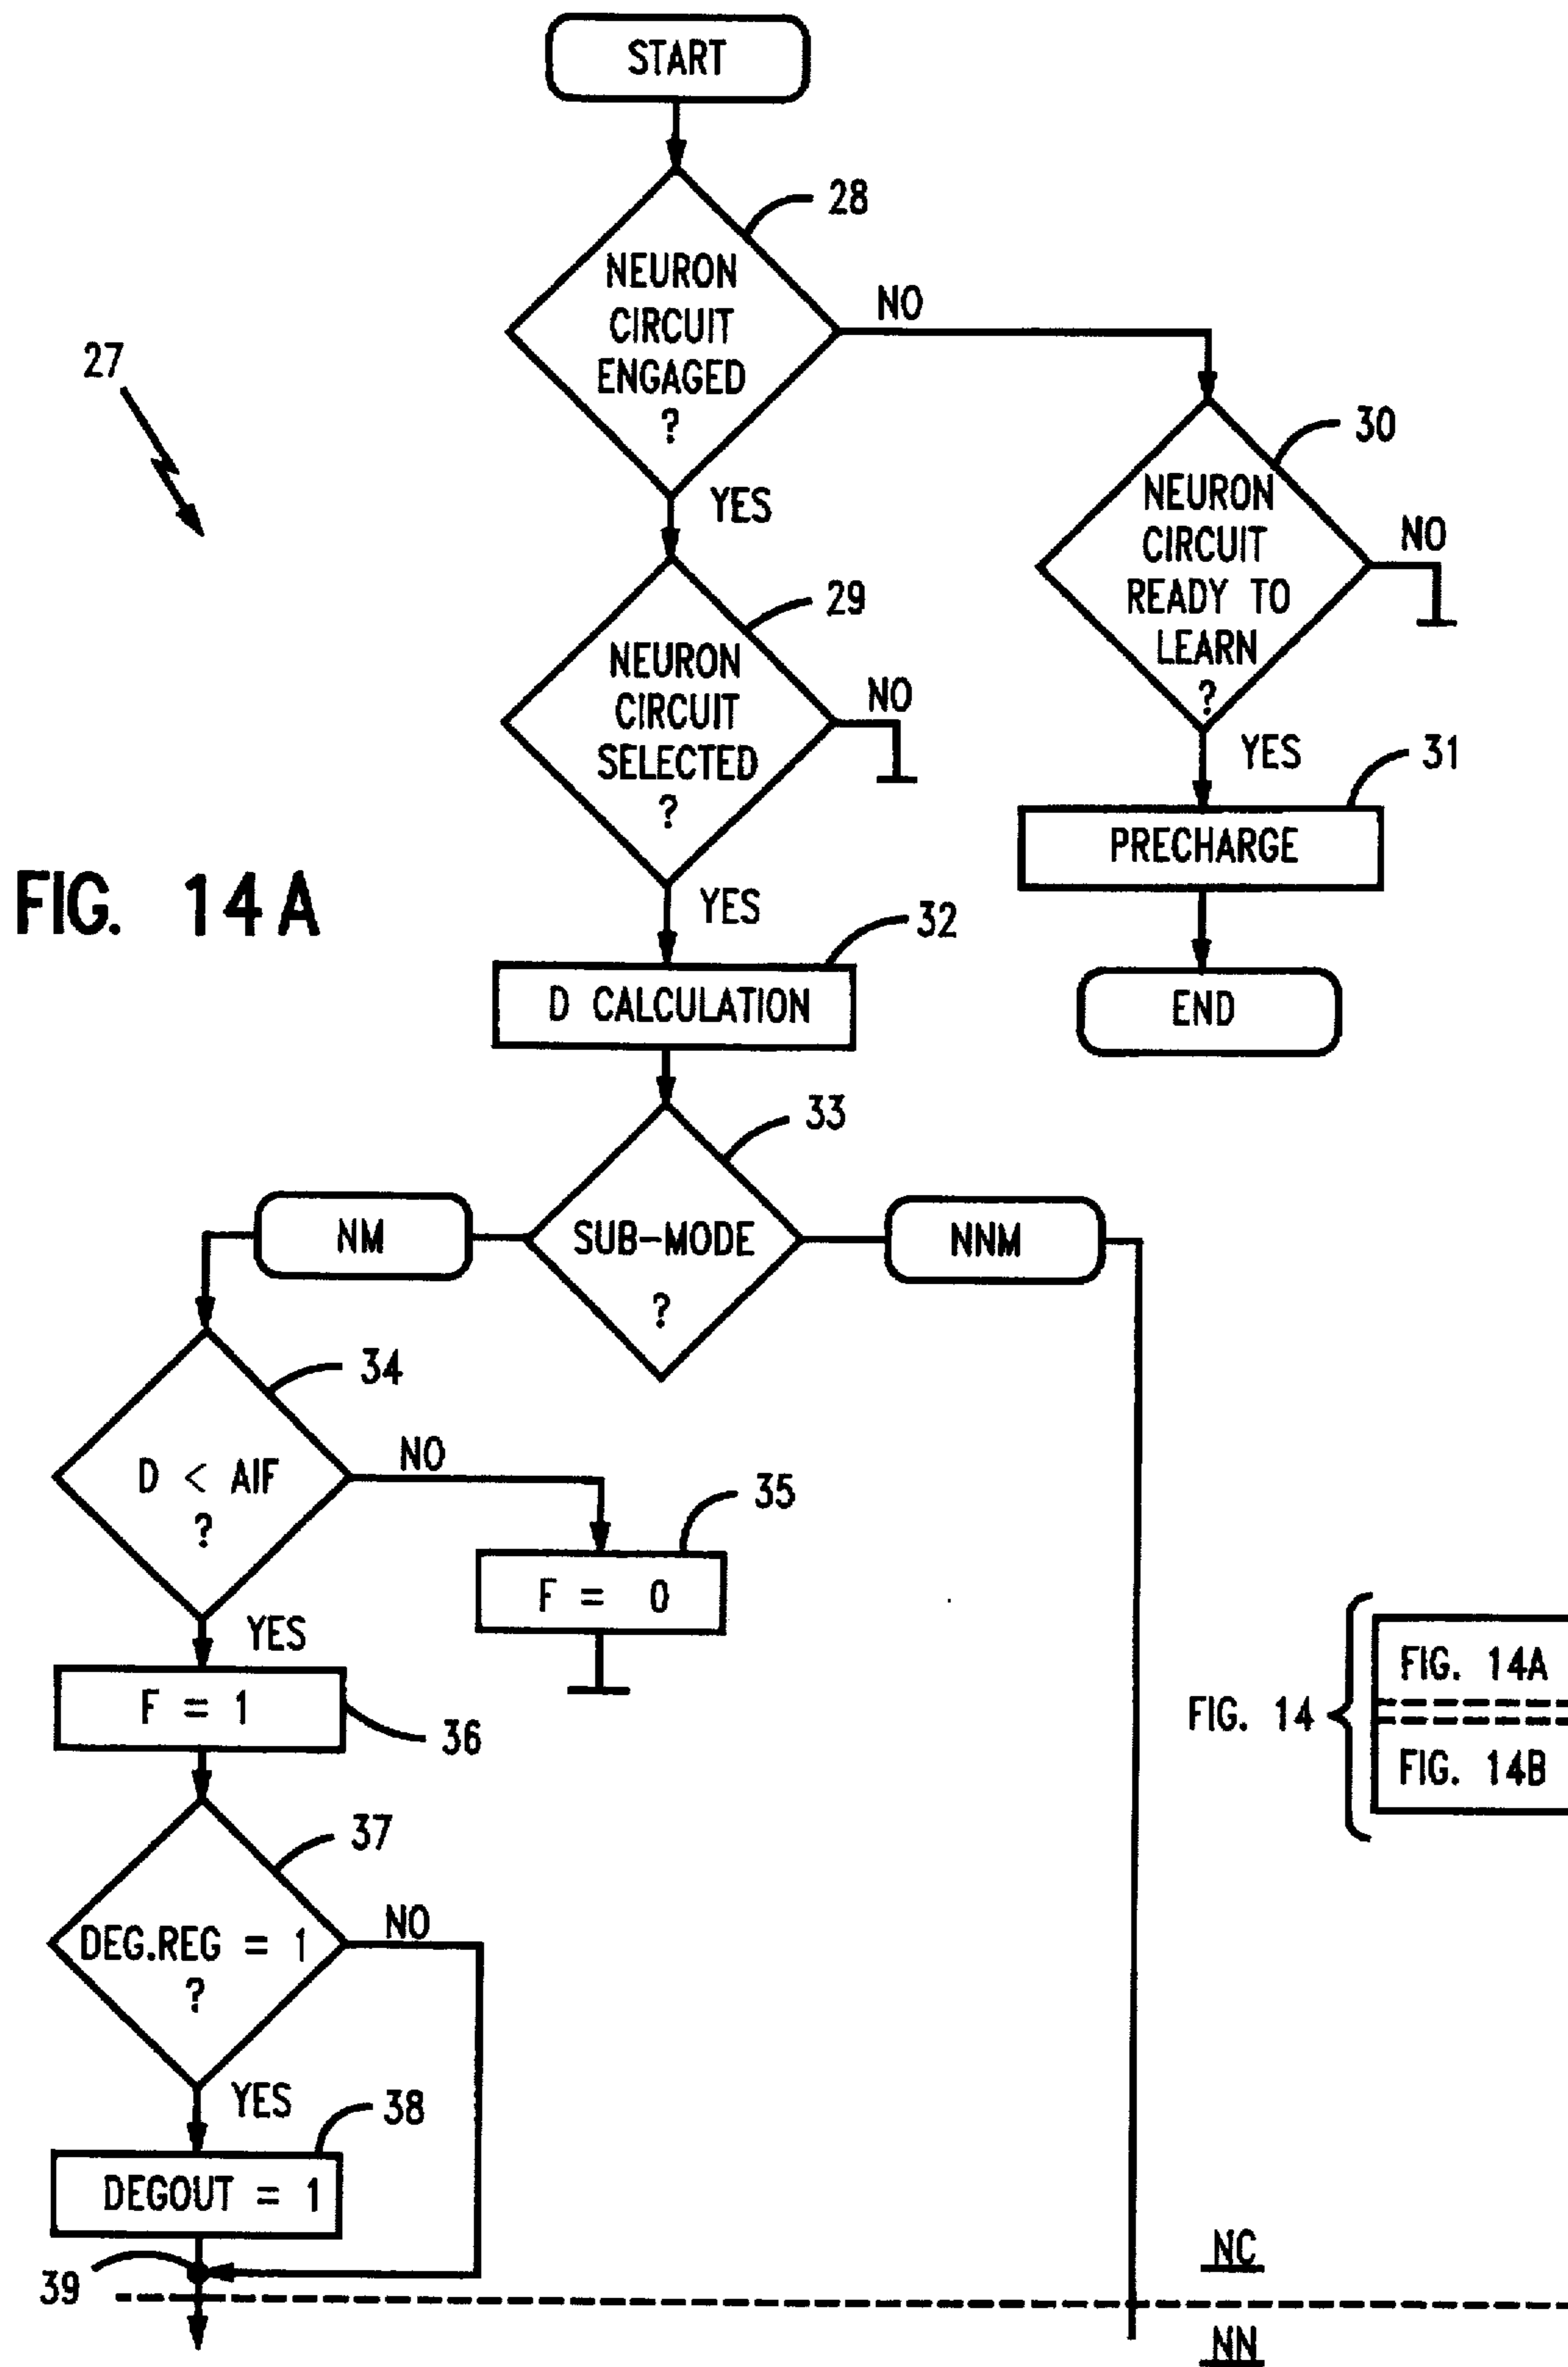 START
28
NEURON
CIRCUIT
ENGAGED
?
NO
27
YES
30
NEURON
CIRCUIT
READY TO
LEARN
?
NO
29
NEURON
CIRCUIT
SELECTED
?
NO
YES
31
PRECHARGE
FIG. 14A
YES
32
D CALCULATION
END
33
NM
SUB-MODE
?
NNM
34
D < AIF
?
NO
35
F = 0
YES
F = 1
36
FIG. 14
FIG. 14A
FIG. 14B
37
DEG.REG = 1
?
NO
YES
38
DEGOUT = 1
39
NC
NN